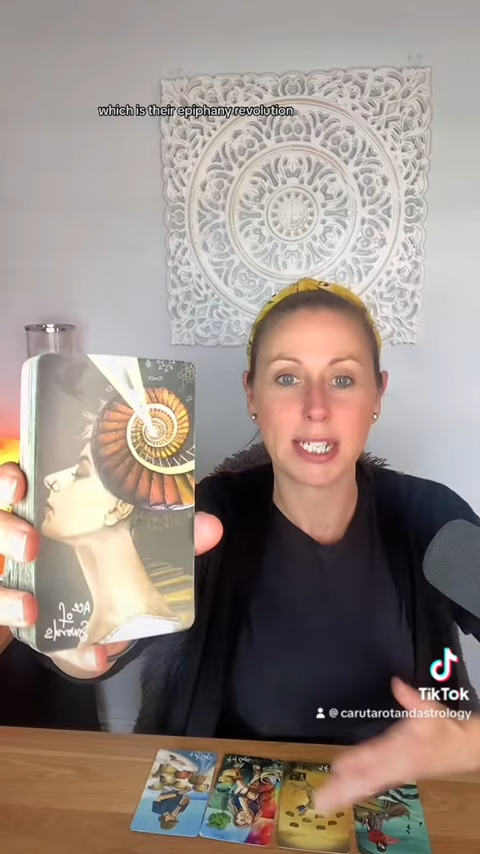 which is their epiphany revolution
Ace
of
Swords
TikTok
@carutarotandastrology